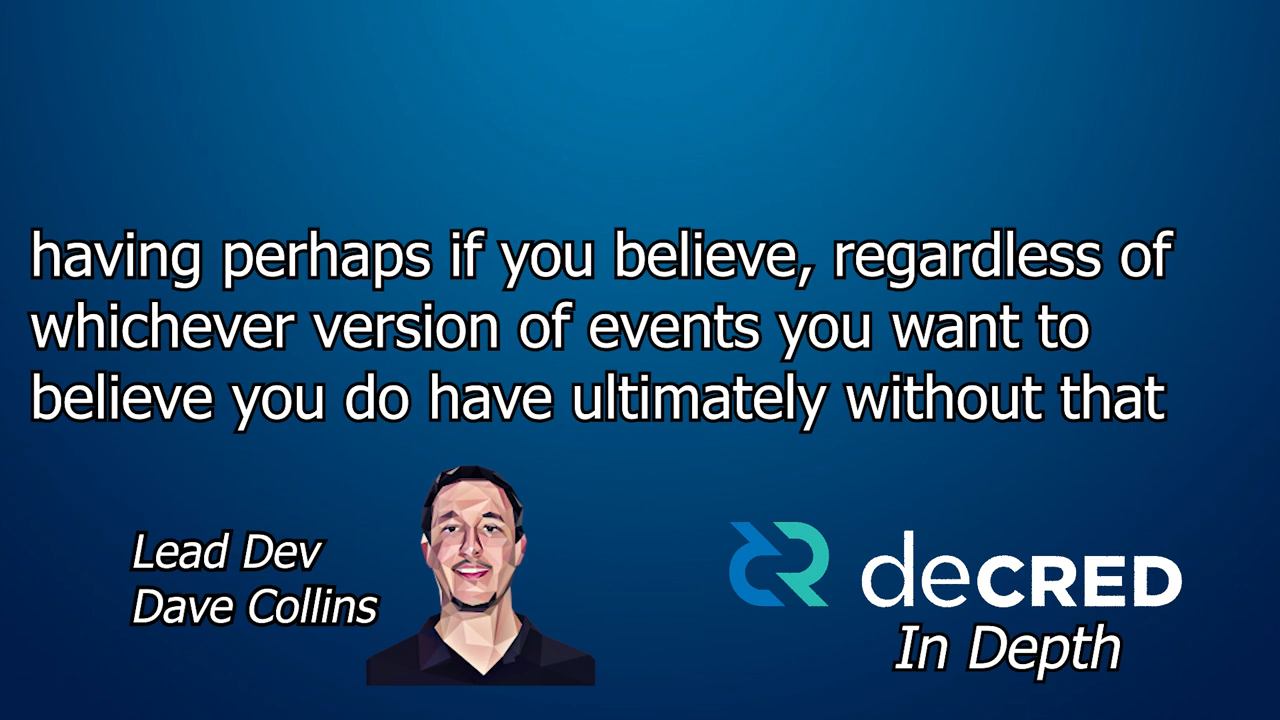 having perhaps if you believe, regardless of
whichever version of events you want to
believe you do have ultimately without that
Lead Dev
Dave Collins
deCRED
In Depth